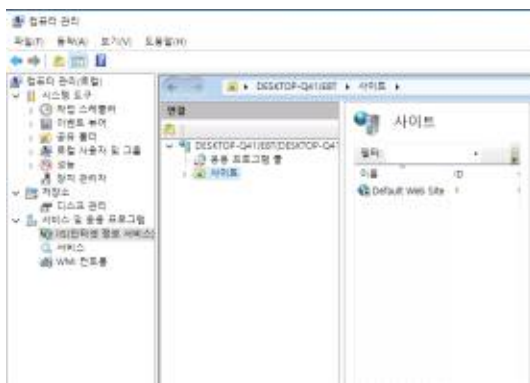 컴퓨터 관리
파일(F) 동작(A) 보기(V) 도움말(H)
컴퓨터 관리(로컬)
시스템 도구
작업 스케줄러
이벤트 뷰어
공유 폴더
로컬 사용자 및 그룹
성능
장치 관리자
저장소
디스크 관리
서비스 및 응용 프로그램
IIS(인터넷 정보 서비스)
서비스
WMI 컨트롤
사이트
연결
응용 프로그램 풀
사이트
사이트
필터:
이름 ID
Default Web Site